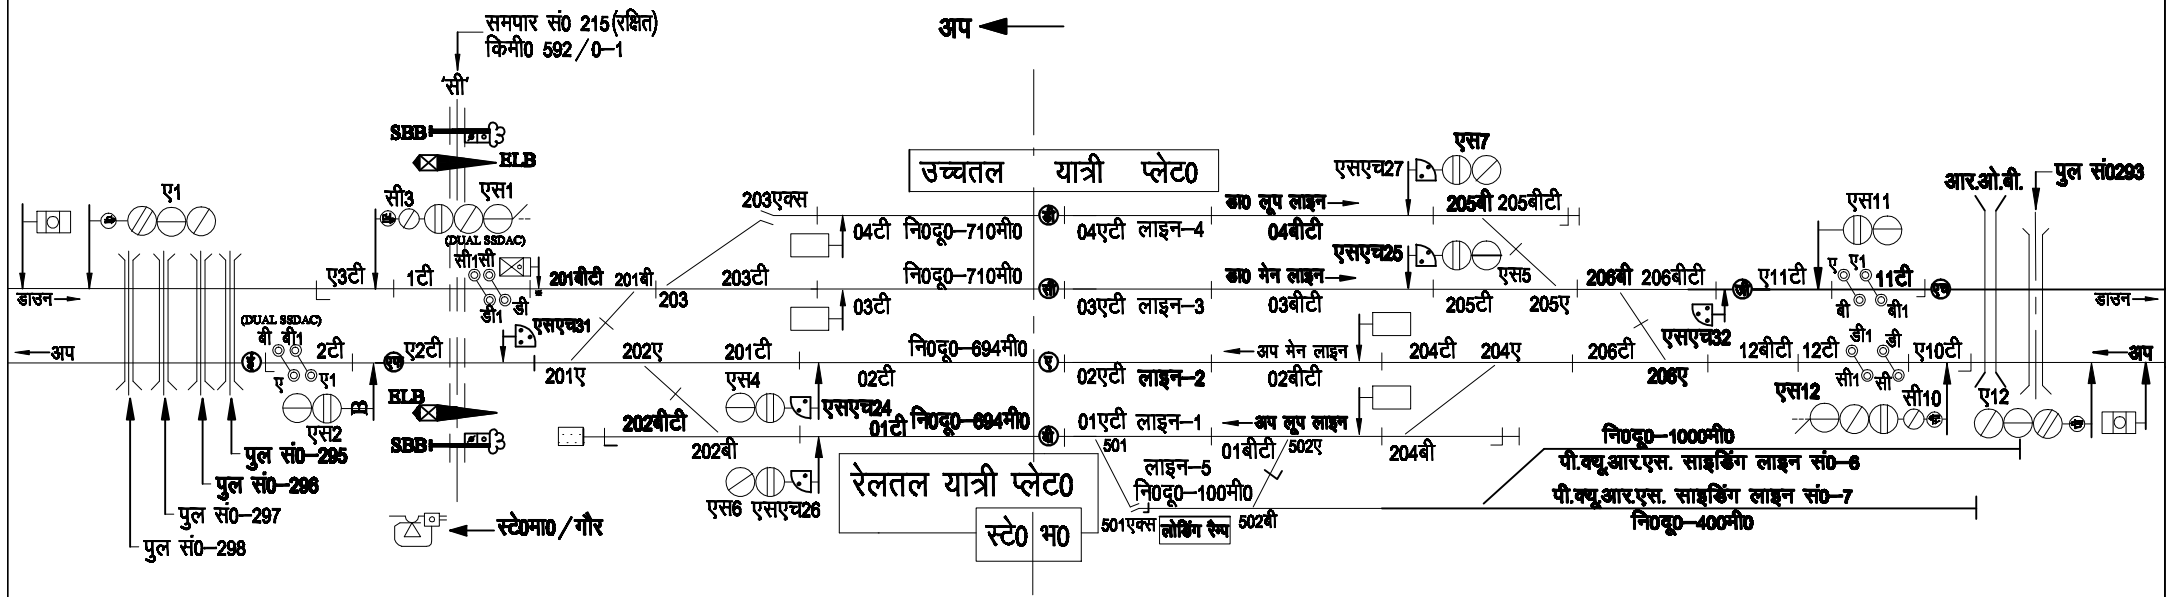 समपार सं0 215(रक्षित)
किमी0 592/0-1
अप
'सी'
SBB
ELB
उच्चतल यात्री प्लेट0
एस7
एसएच27
आर.ओ.बी.
पुल सं0293
ए1
सी3
एस1
203एक्स
डा0 लूप लाइन
205बी 205बीटी
एस11
04टी नि0दू0-710मी0
04एटी लाइन-4
04बीटी
(DUAL SSDAC)
सी1सी
एसएच25
एस5
ए3टी
1टी
201बीटी
201बी
203टी
नि0दू0-710मी0
डा0 मेन लाइन
206बी 206बीटी
ए11टी
ए ए1
11टी
डाउन
203
डी1 डी
03टी
03एटी लाइन-3
03बीटी
205टी
205ए
बी बी1
डाउन
(DUAL SSDAC)
बी बी1
एसएच31
एसएच32
डी1 डी
अप
2टी
ए2टी
202ए
201टी
नि0दू0-694मी0
अप मेन लाइन
204टी
204ए
206टी
12बीटी 12टी
ए10टी
अप
ए ए1
201ए
एस4
02टी
02एटी लाइन-2
02बीटी
206ए
सी1 सी
B
ELB
एसएच24
एस12
सी10
ए12
एस2
202बीटी
01टी नि0दू0-694मी0
01एटी लाइन-1
अप लूप लाइन
SBB
202बी
501
01बीटी
502ए
204बी
नि0दू0-1000मी0
पुल सं0-295
लाइन-5
पी.क्यू.आर.एस. साइडिंग लाइन सं0-6
पुल सं0-296
रेलतल यात्री प्लेट0
नि0दू0-100मी0
पी.क्यू.आर.एस. साइडिंग लाइन सं0-7
पुल सं0-297
एस6 एसएच26
501एक्स
502बी
नि0दू0-400मी0
स्टे0मा0/गौर
स्टे0 भ0
लोडिंग रैम्प
पुल सं0-298